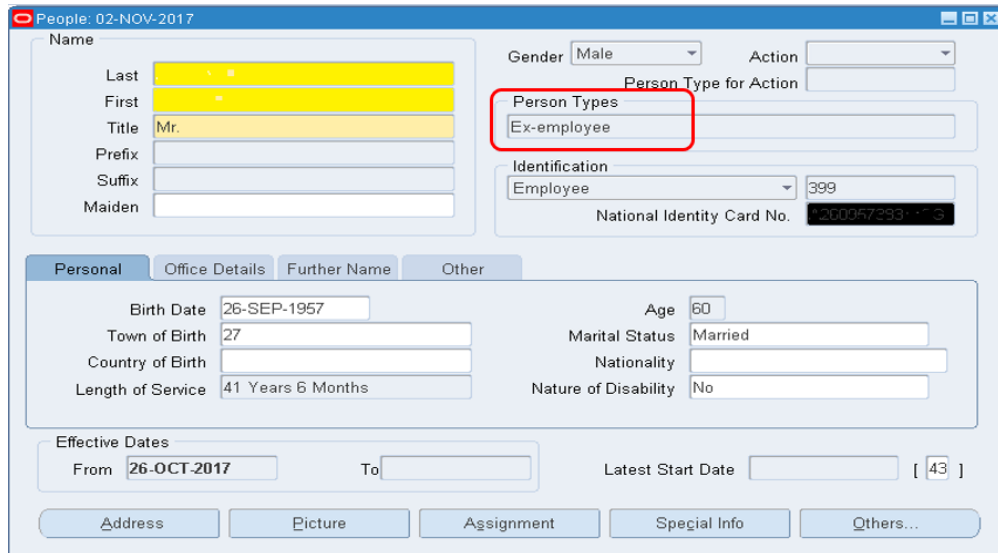 People: 02-NOV-2017
Name
Last
First
Title Mr.
Prefix
Suffix
Maiden
Gender Male Action
Person Type for Action
Person Types
Ex-employee
Identification
Employee 399
National Identity Card No.
Personal Office Details Further Name Other
Birth Date 26-SEP-1957 Age 60
Town of Birth 27 Marital Status Married
Country of Birth Nationality
Length of Service 41 Years 6 Months Nature of Disability No
Effective Dates
From 26-OCT-2017 To Latest Start Date [ 43 ]
Address Picture Assignment Special Info Others...